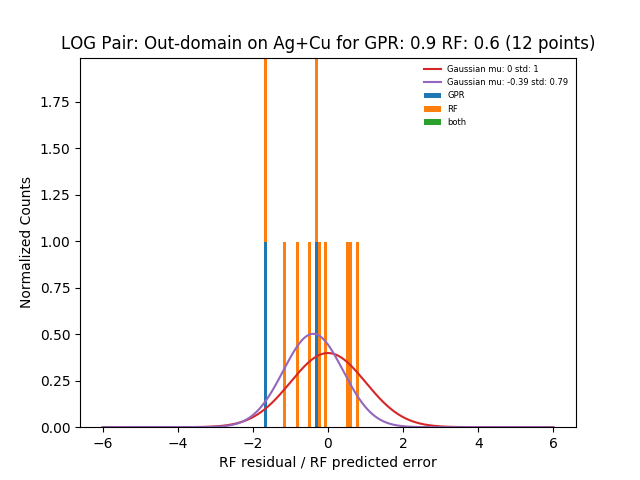 LOG Pair: Out-domain on Ag+Cu for GPR: 0.9 RF: 0.6 (12 points)
Gaussian mu: 0 std: 1
Gaussian mu: -0.39 std: 0.79
GPR
RF
both
Normalized Counts
1.75
1.50
1.25
1.00
0.75
0.50
0.25
0.00
−6 −4 −2 0 2 4 6
RF residual / RF predicted error